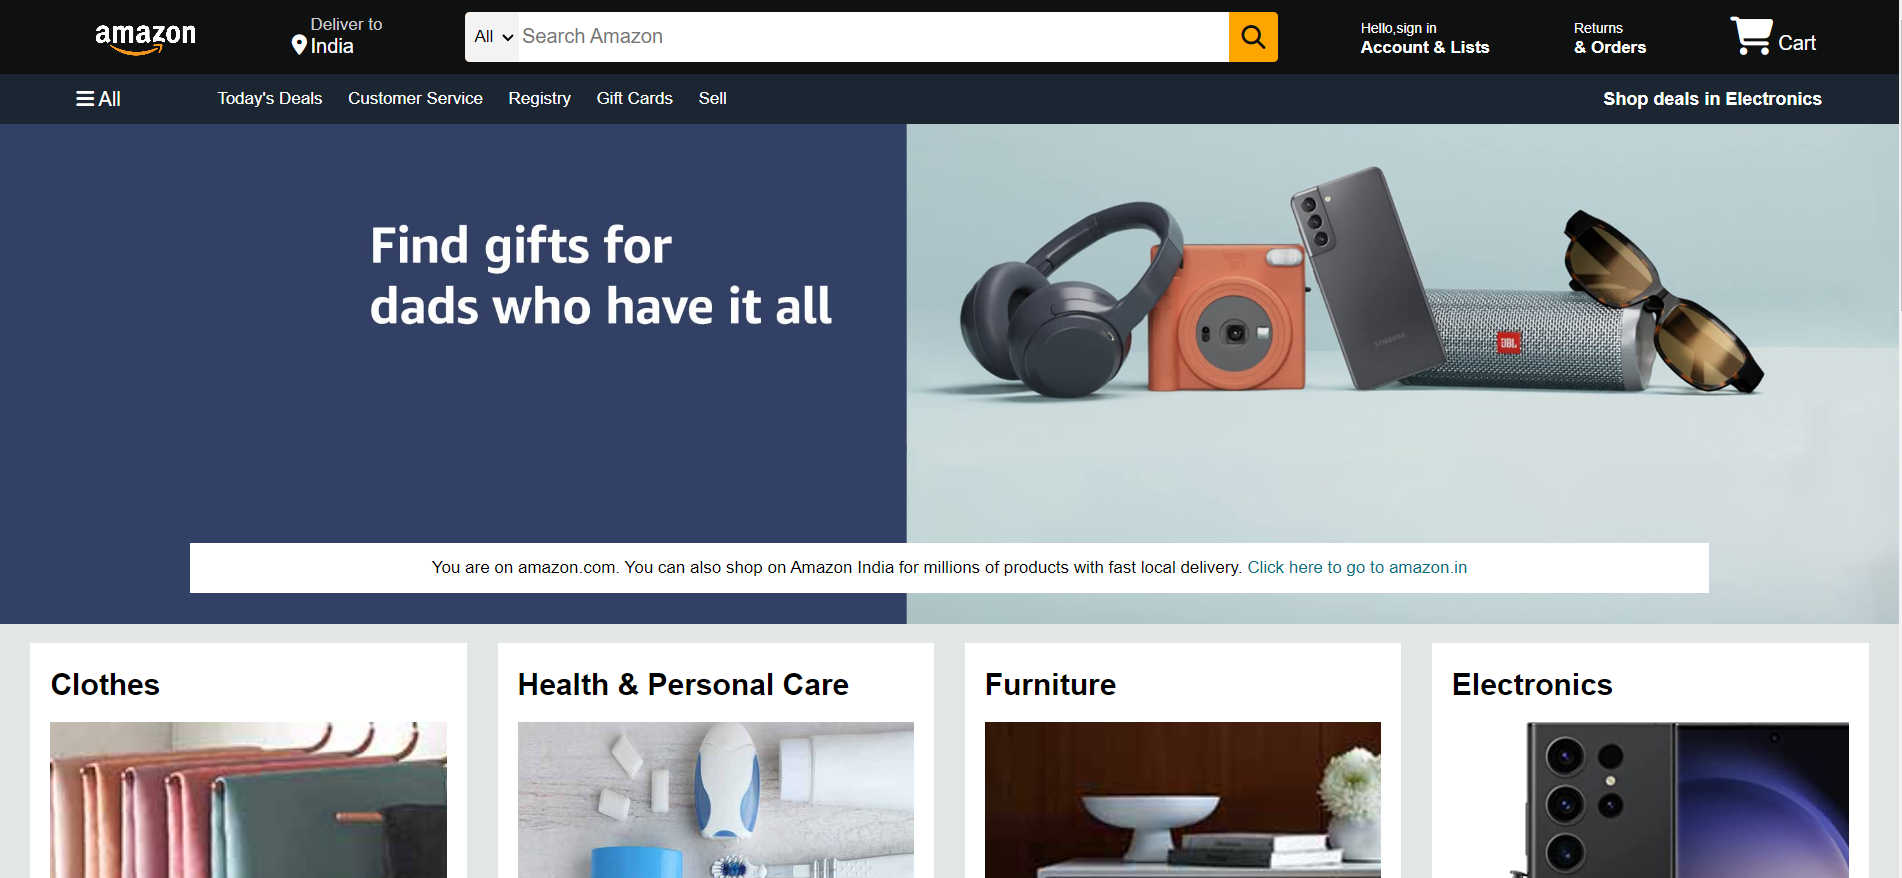 amazon
Deliver to
India
All
Search Amazon
Hello,sign in
Account & Lists
Returns
& Orders
Cart
All
Today's Deals
Customer Service
Registry
Gift Cards
Sell
Shop deals in Electronics
Find gifts for
dads who have it all
SAMSUNG
JBL
You are on amazon.com. You can also shop on Amazon India for millions of products with fast local delivery. Click here to go to amazon.in
Clothes
Health & Personal Care
Furniture
Electronics